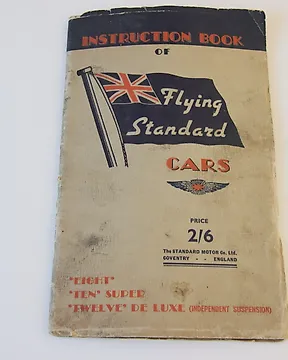 INSTRUCTION BOOK
OF
Flying
Standard
CARS
PRICE
2/6
The STANDARD MOTOR Co. Ltd.
COVENTRY - - ENGLAND
"EIGHT"
"TEN" SUPER
"TWELVE" DE LUXE (INDEPENDENT SUSPENSION)